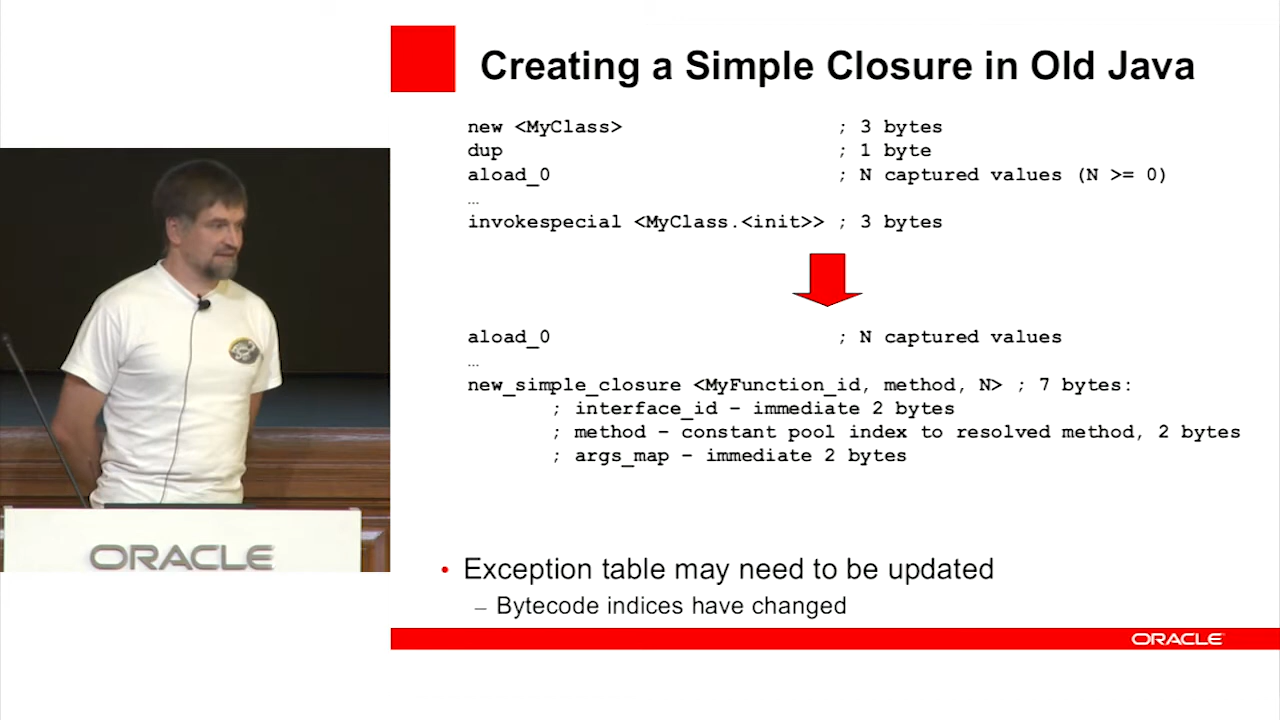 Creating a Simple Closure in Old Java
new <MyClass> ; 3 bytes
dup ; 1 byte
aload_0 ; N captured values (N >= 0)
…
invokespecial <MyClass.<init>> ; 3 bytes
aload_0 ; N captured values
…
new_simple_closure <MyFunction_id, method, N> ; 7 bytes:
; interface_id – immediate 2 bytes
; method – constant pool index to resolved method, 2 bytes
; args_map – immediate 2 bytes
• Exception table may need to be updated
– Bytecode indices have changed
ORACLE
ORACLE